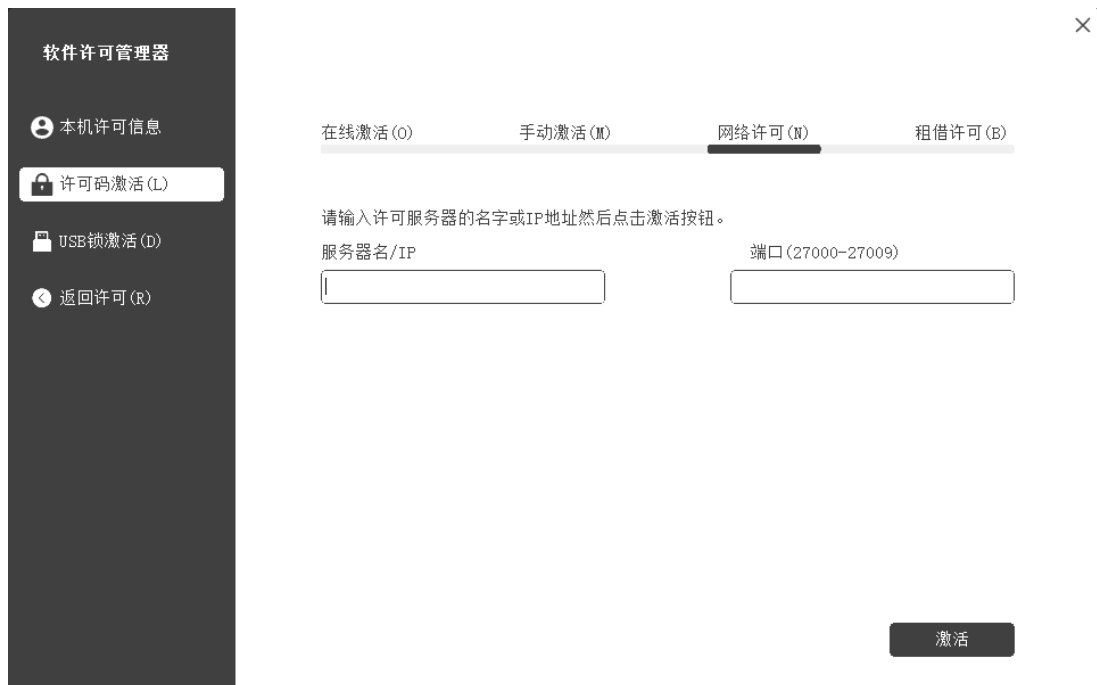 软件许可管理器
本机许可信息
许可码激活(L)
USB锁激活(D)
返回许可(R)
在线激活(O) 手动激活(M) 网络许可(N) 租借许可(B)
请输入许可服务器的名字或IP地址然后点击激活按钮。
服务器名/IP 端口(27000-27009)
激活